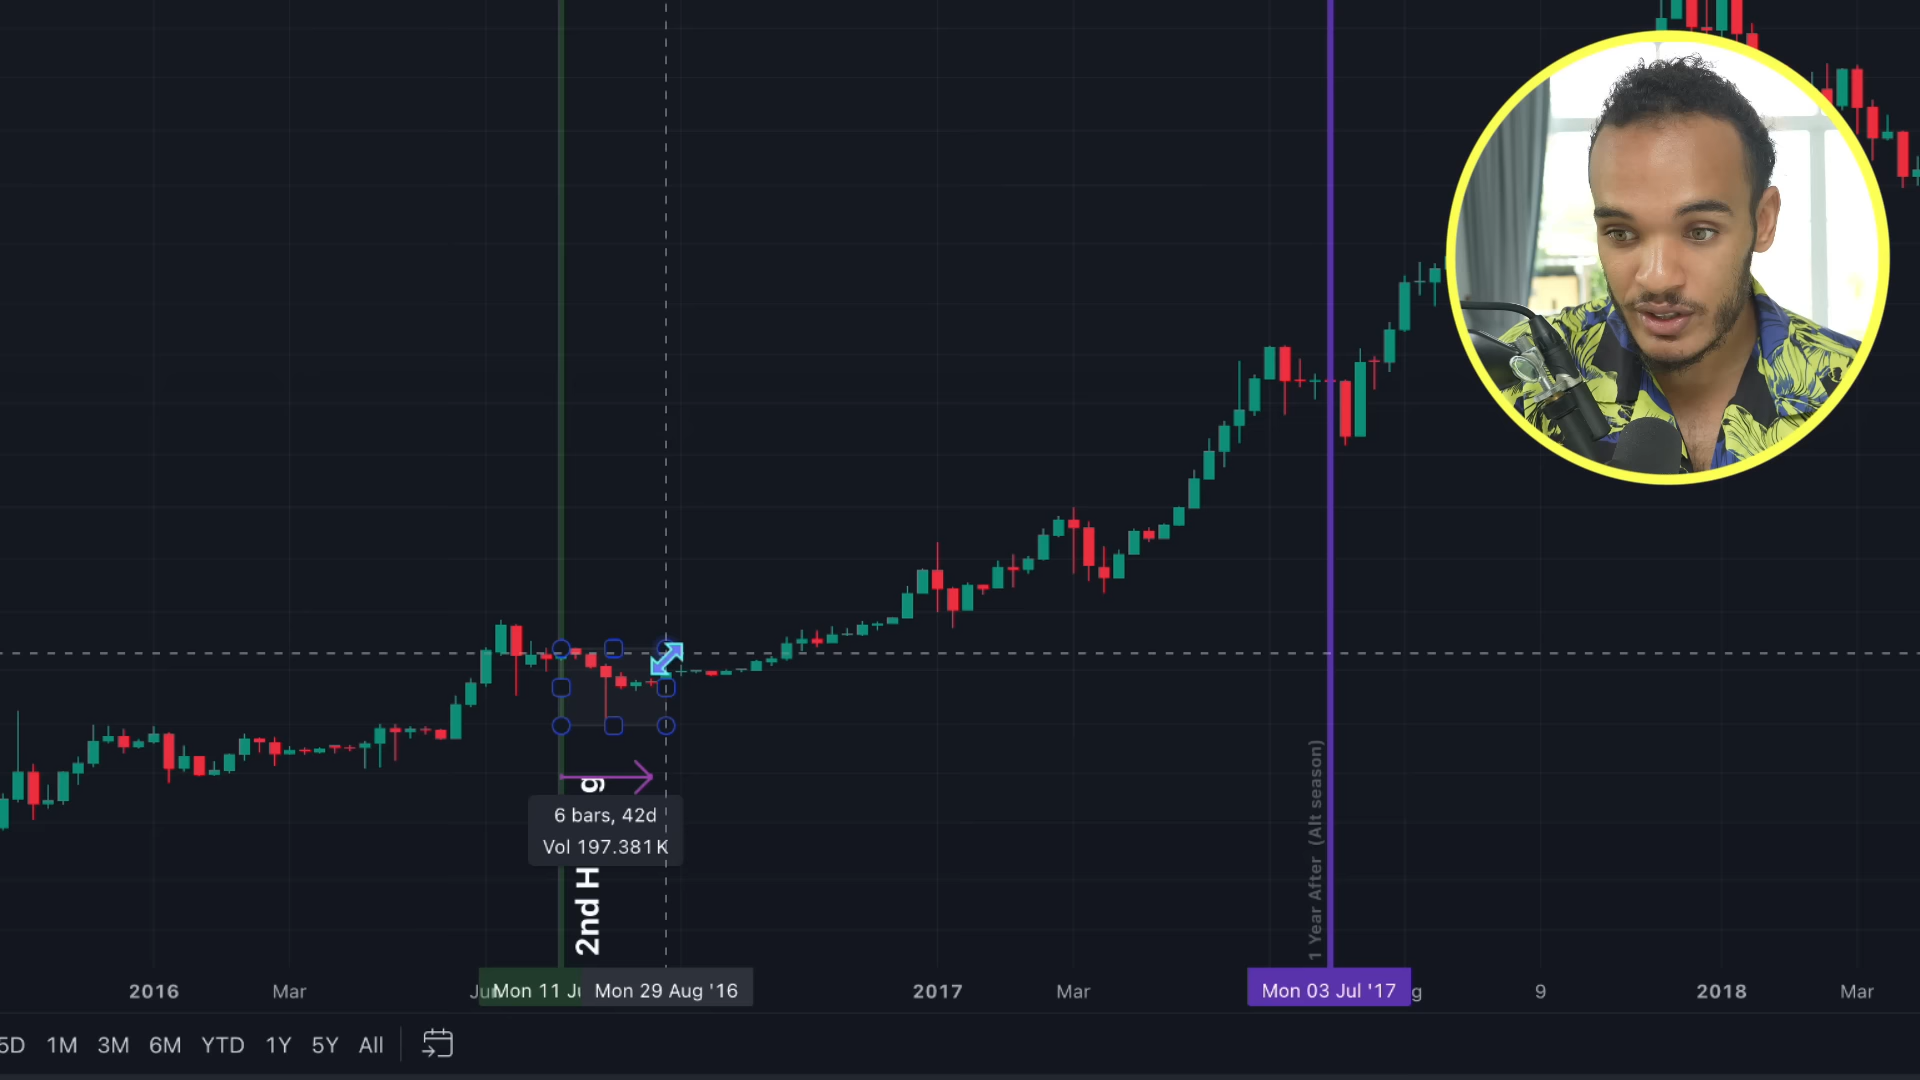 1 Year After (Alt season)
g
6 bars, 42d
Vol 197.381K
2nd H
2016
Mar
Mon 11 Ju
Mon 29 Aug '16
2017
Mar
Mon 03 Jul '17
g
9
2018
Mar
5D 1M 3M 6M YTD 1Y 5Y All